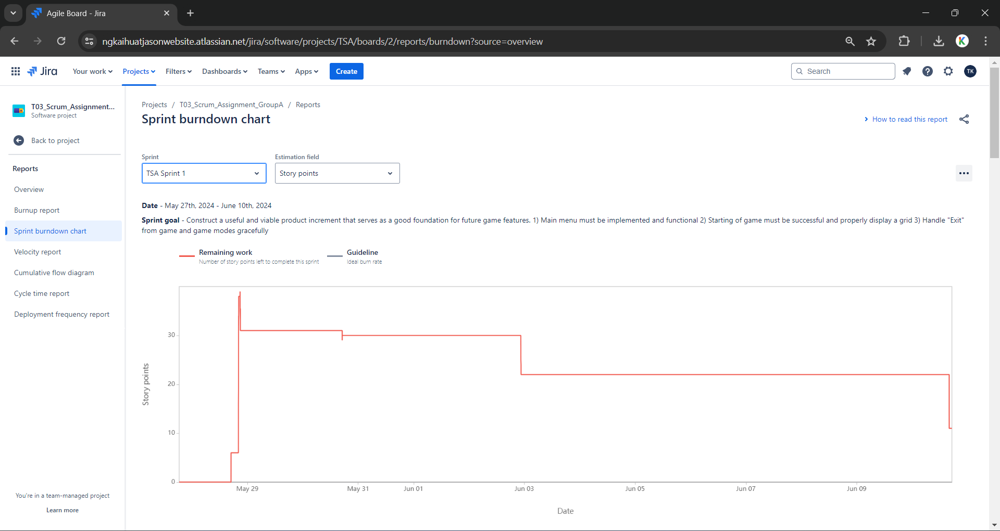 Agile Board - Jira
ngkaihuatjasonwebsite.atlassian.net/jira/software/projects/TSA/boards/2/reports/burndown?source=overview
K
Jira
Your work
Projects
Filters
Dashboards
Teams
Apps
Create
Search
TK
T03_Scrum_Assignment...
Software project
Back to project
Reports
Overview
Burnup report
Sprint burndown chart
Velocity report
Cumulative flow diagram
Cycle time report
Deployment frequency report
You're in a team-managed project
Learn more
Projects / T03_Scrum_Assignment_GroupA / Reports
Sprint burndown chart
How to read this report
Sprint
Estimation field
TSA Sprint 1
Story points
Date - May 27th, 2024 - June 10th, 2024
Sprint goal - Construct a useful and viable product increment that serves as a good foundation for future game features. 1) Main menu must be implemented and functional 2) Starting of game must be successful and properly display a grid 3) Handle "Exit"
from game and game modes gracefully
Remaining work
Number of story points left to complete this sprint
Guideline
Ideal burn rate
Story points
30
20
10
0
May 29
May 31
Jun 01
Jun 03
Jun 05
Jun 07
Jun 09
Date